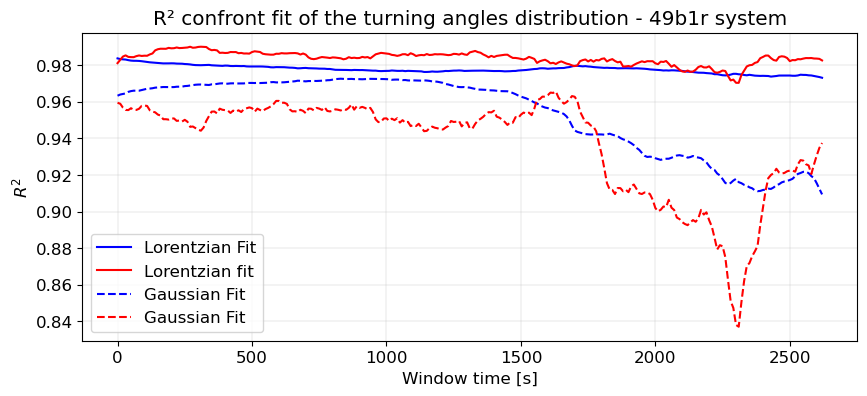 R² confront fit of the turning angles distribution - 49b1r system
0.98
0.96
0.94
0.92
0.90
0.88
0.86
0.84
R²
Lorentzian Fit
Lorentzian fit
Gaussian Fit
Gaussian Fit
0 500 1000 1500 2000 2500
Window time [s]